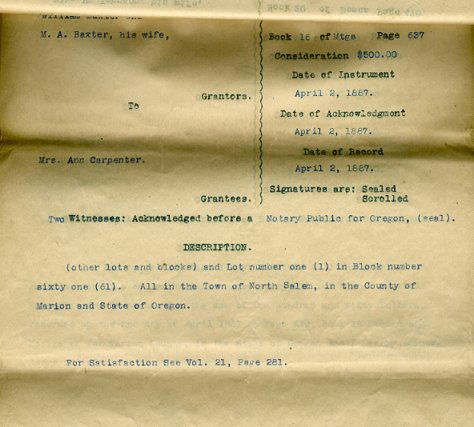 M. A. Baxter, his wife,
Book 16 of Mtgs Page 637
Consideration $500.00
Date of Instrument
Grantors.
April 2, 1887.
To
Date of Acknowledgment
April 2, 1887.
Date of Record
Mrs. Ann Carpenter.
April 2, 1887.
Signatures are: Sealed
Grantees.
Scrolled
Two Witnesses: Acknowledged before a Notary Public for Oregon, (seal).
DESCRIPTION.
(other lots and blocks) and Lot number one (1) in Block number
sixty one (61). All in the Town of North Salem, in the County of
Marion and State of Oregon.
For Satisfaction See Vol. 21, Page 281.